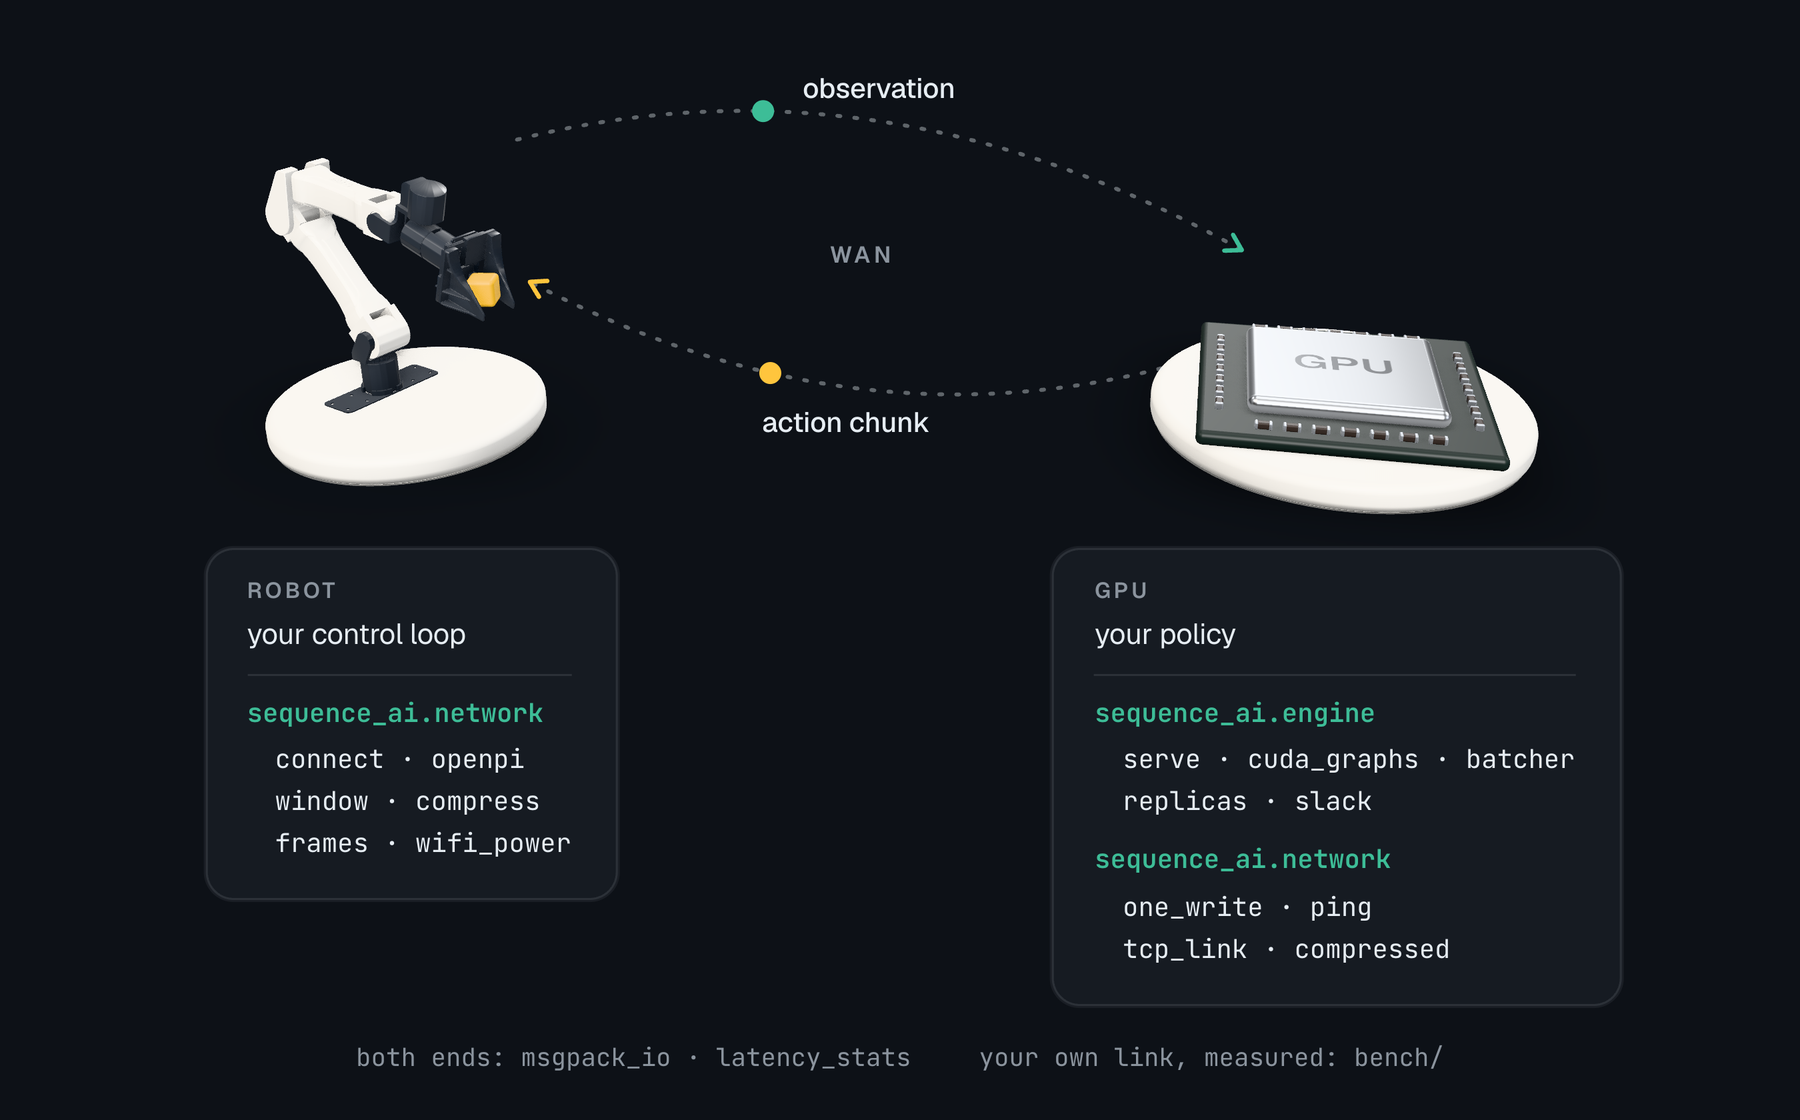 observation
WAN
GPU
action chunk
ROBOT
your control loop
sequence_ai.network
connect · openpi
window · compress
frames · wifi_power
GPU
your policy
sequence_ai.engine
serve · cuda_graphs · batcher
replicas · slack
sequence_ai.network
one_write · ping
tcp_link · compressed
both ends: msgpack_io · latency_stats
your own link, measured: bench/